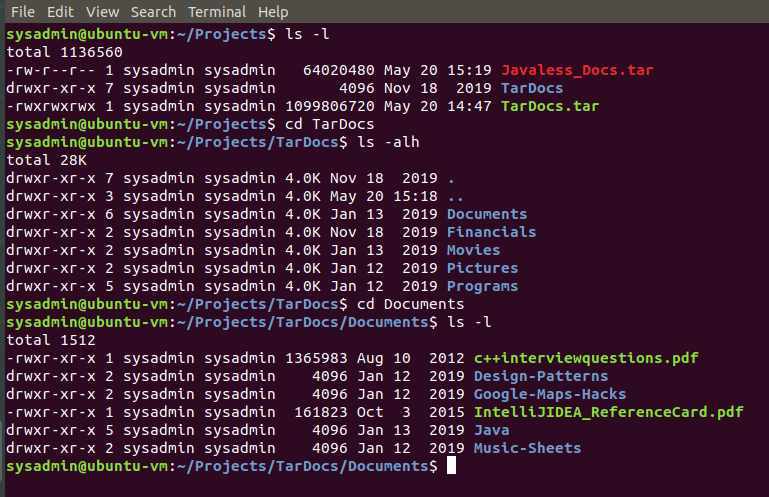 File Edit View Search Terminal Help
sysadmin@ubuntu-vm:~/Projects$ ls -l
total 1136560
-rw-r--r-- 1 sysadmin sysadmin   64020480 May 20 15:19 Javaless_Docs.tar
drwxr-xr-x 7 sysadmin sysadmin       4096 Nov 18  2019 TarDocs
-rwxrwxrwx 1 sysadmin sysadmin 1099806720 May 20 14:47 TarDocs.tar
sysadmin@ubuntu-vm:~/Projects$ cd TarDocs
sysadmin@ubuntu-vm:~/Projects/TarDocs$ ls -alh
total 28K
drwxr-xr-x 7 sysadmin sysadmin 4.0K Nov 18  2019 .
drwxr-xr-x 3 sysadmin sysadmin 4.0K May 20 15:18 ..
drwxr-xr-x 6 sysadmin sysadmin 4.0K Jan 13  2019 Documents
drwxr-xr-x 2 sysadmin sysadmin 4.0K Nov 18  2019 Financials
drwxr-xr-x 2 sysadmin sysadmin 4.0K Jan 13  2019 Movies
drwxr-xr-x 2 sysadmin sysadmin 4.0K Jan 12  2019 Pictures
drwxr-xr-x 5 sysadmin sysadmin 4.0K Jan 12  2019 Programs
sysadmin@ubuntu-vm:~/Projects/TarDocs$ cd Documents
sysadmin@ubuntu-vm:~/Projects/TarDocs/Documents$ ls -l
total 1512
-rwxr-xr-x 1 sysadmin sysadmin 1365983 Aug 10  2012 c++interviewquestions.pdf
drwxr-xr-x 2 sysadmin sysadmin    4096 Jan 12  2019 Design-Patterns
drwxr-xr-x 2 sysadmin sysadmin    4096 Jan 12  2019 Google-Maps-Hacks
-rwxr-xr-x 1 sysadmin sysadmin  161823 Oct  3  2015 IntelliJIDEA_ReferenceCard.pdf
drwxr-xr-x 5 sysadmin sysadmin    4096 Jan 13  2019 Java
drwxr-xr-x 2 sysadmin sysadmin    4096 Jan 12  2019 Music-Sheets
sysadmin@ubuntu-vm:~/Projects/TarDocs/Documents$